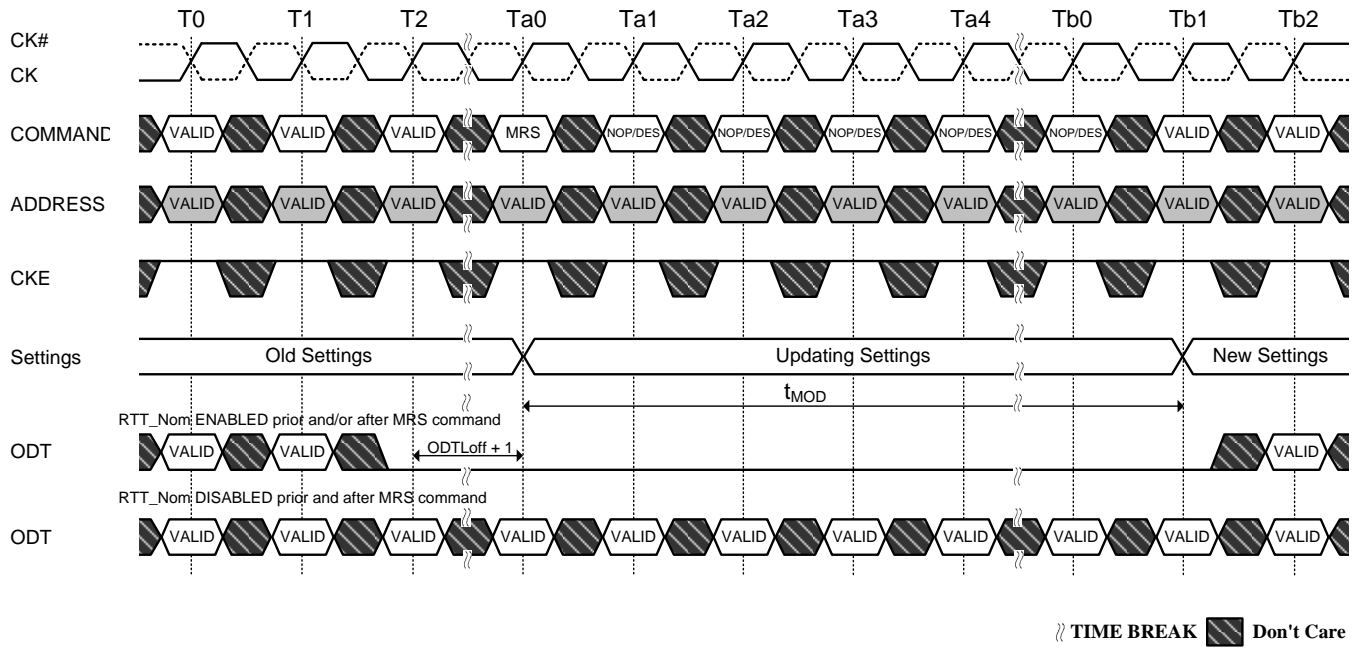 T0 T1 T2 Ta0 Ta1 Ta2 Ta3 Ta4 Tb0 Tb1 Tb2
CK#
CK
COMMAND VALID VALID VALID MRS NOP/DES NOP/DES NOP/DES NOP/DES NOP/DES VALID VALID
ADDRESS VALID VALID VALID VALID VALID VALID VALID VALID VALID VALID VALID
CKE
Settings Old Settings Updating Settings New Settings
tMOD
RTT_Nom ENABLED prior and/or after MRS command
ODT VALID VALID ODTLoff + 1 VALID
RTT_Nom DISABLED prior and after MRS command
ODT VALID VALID VALID VALID VALID VALID VALID VALID VALID VALID VALID
TIME BREAK Don't Care